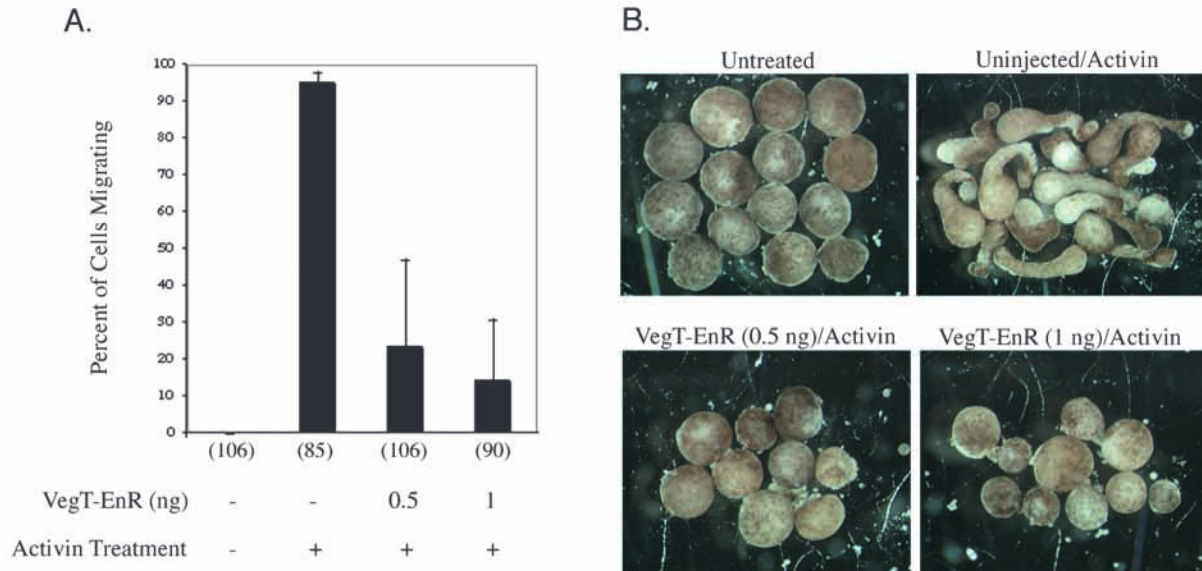 A.
Percent of Cells Migrating
100
90
80
70
60
50
40
30
20
10
0
(106) (85) (106) (90)
VegT-EnR (ng) - - 0.5 1
Activin Treatment - + + +
B.
Untreated
Uninjected/Activin
VegT-EnR (0.5 ng)/Activin
VegT-EnR (1 ng)/Activin